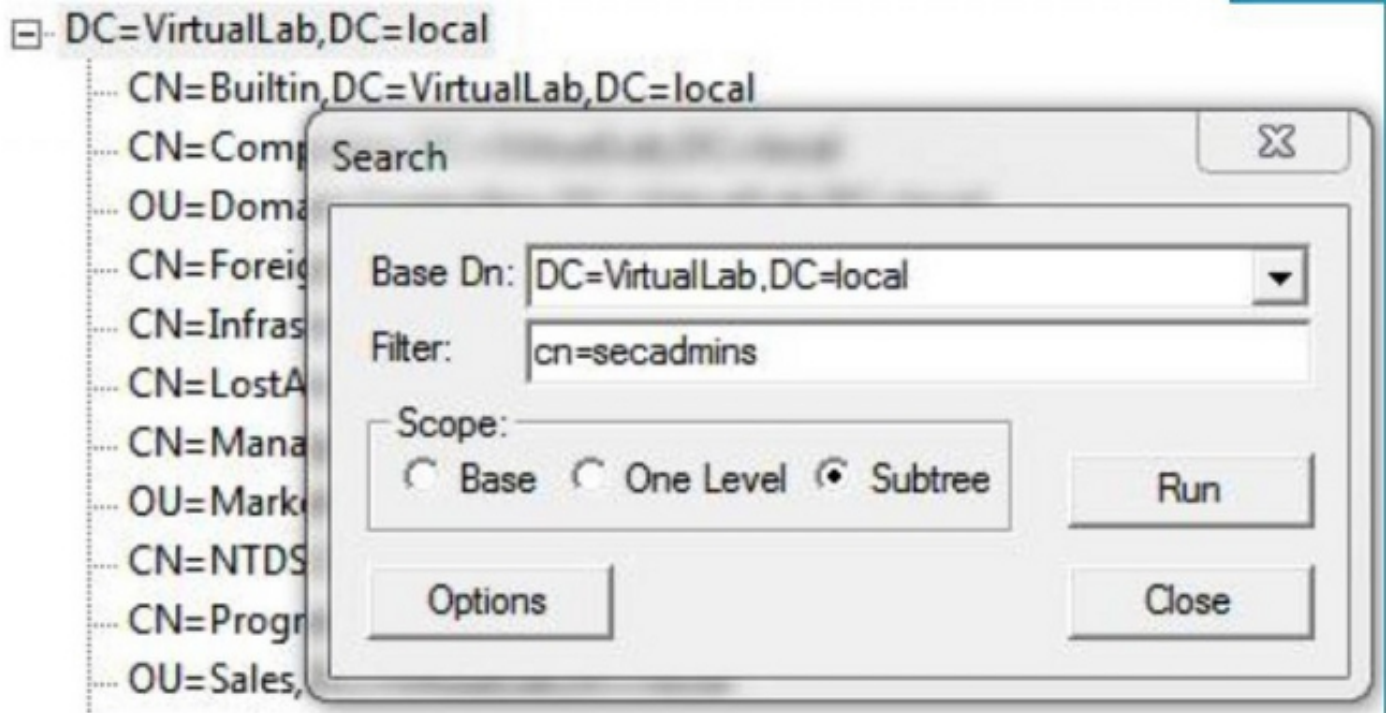 DC=VirtualLab,DC=local
CN=Builtin,DC=VirtualLab,DC=local
CN=Comp
OU=Doma
CN=Foreig
CN=Infras
CN=LostA
CN=Mana
OU=Mark
CN=NTDS
CN=Progr
OU=Sales,
Search
Base Dn: DC=VirtualLab,DC=local
Filter: cn=secadmins
Scope:
Base One Level Subtree
Run
Options
Close